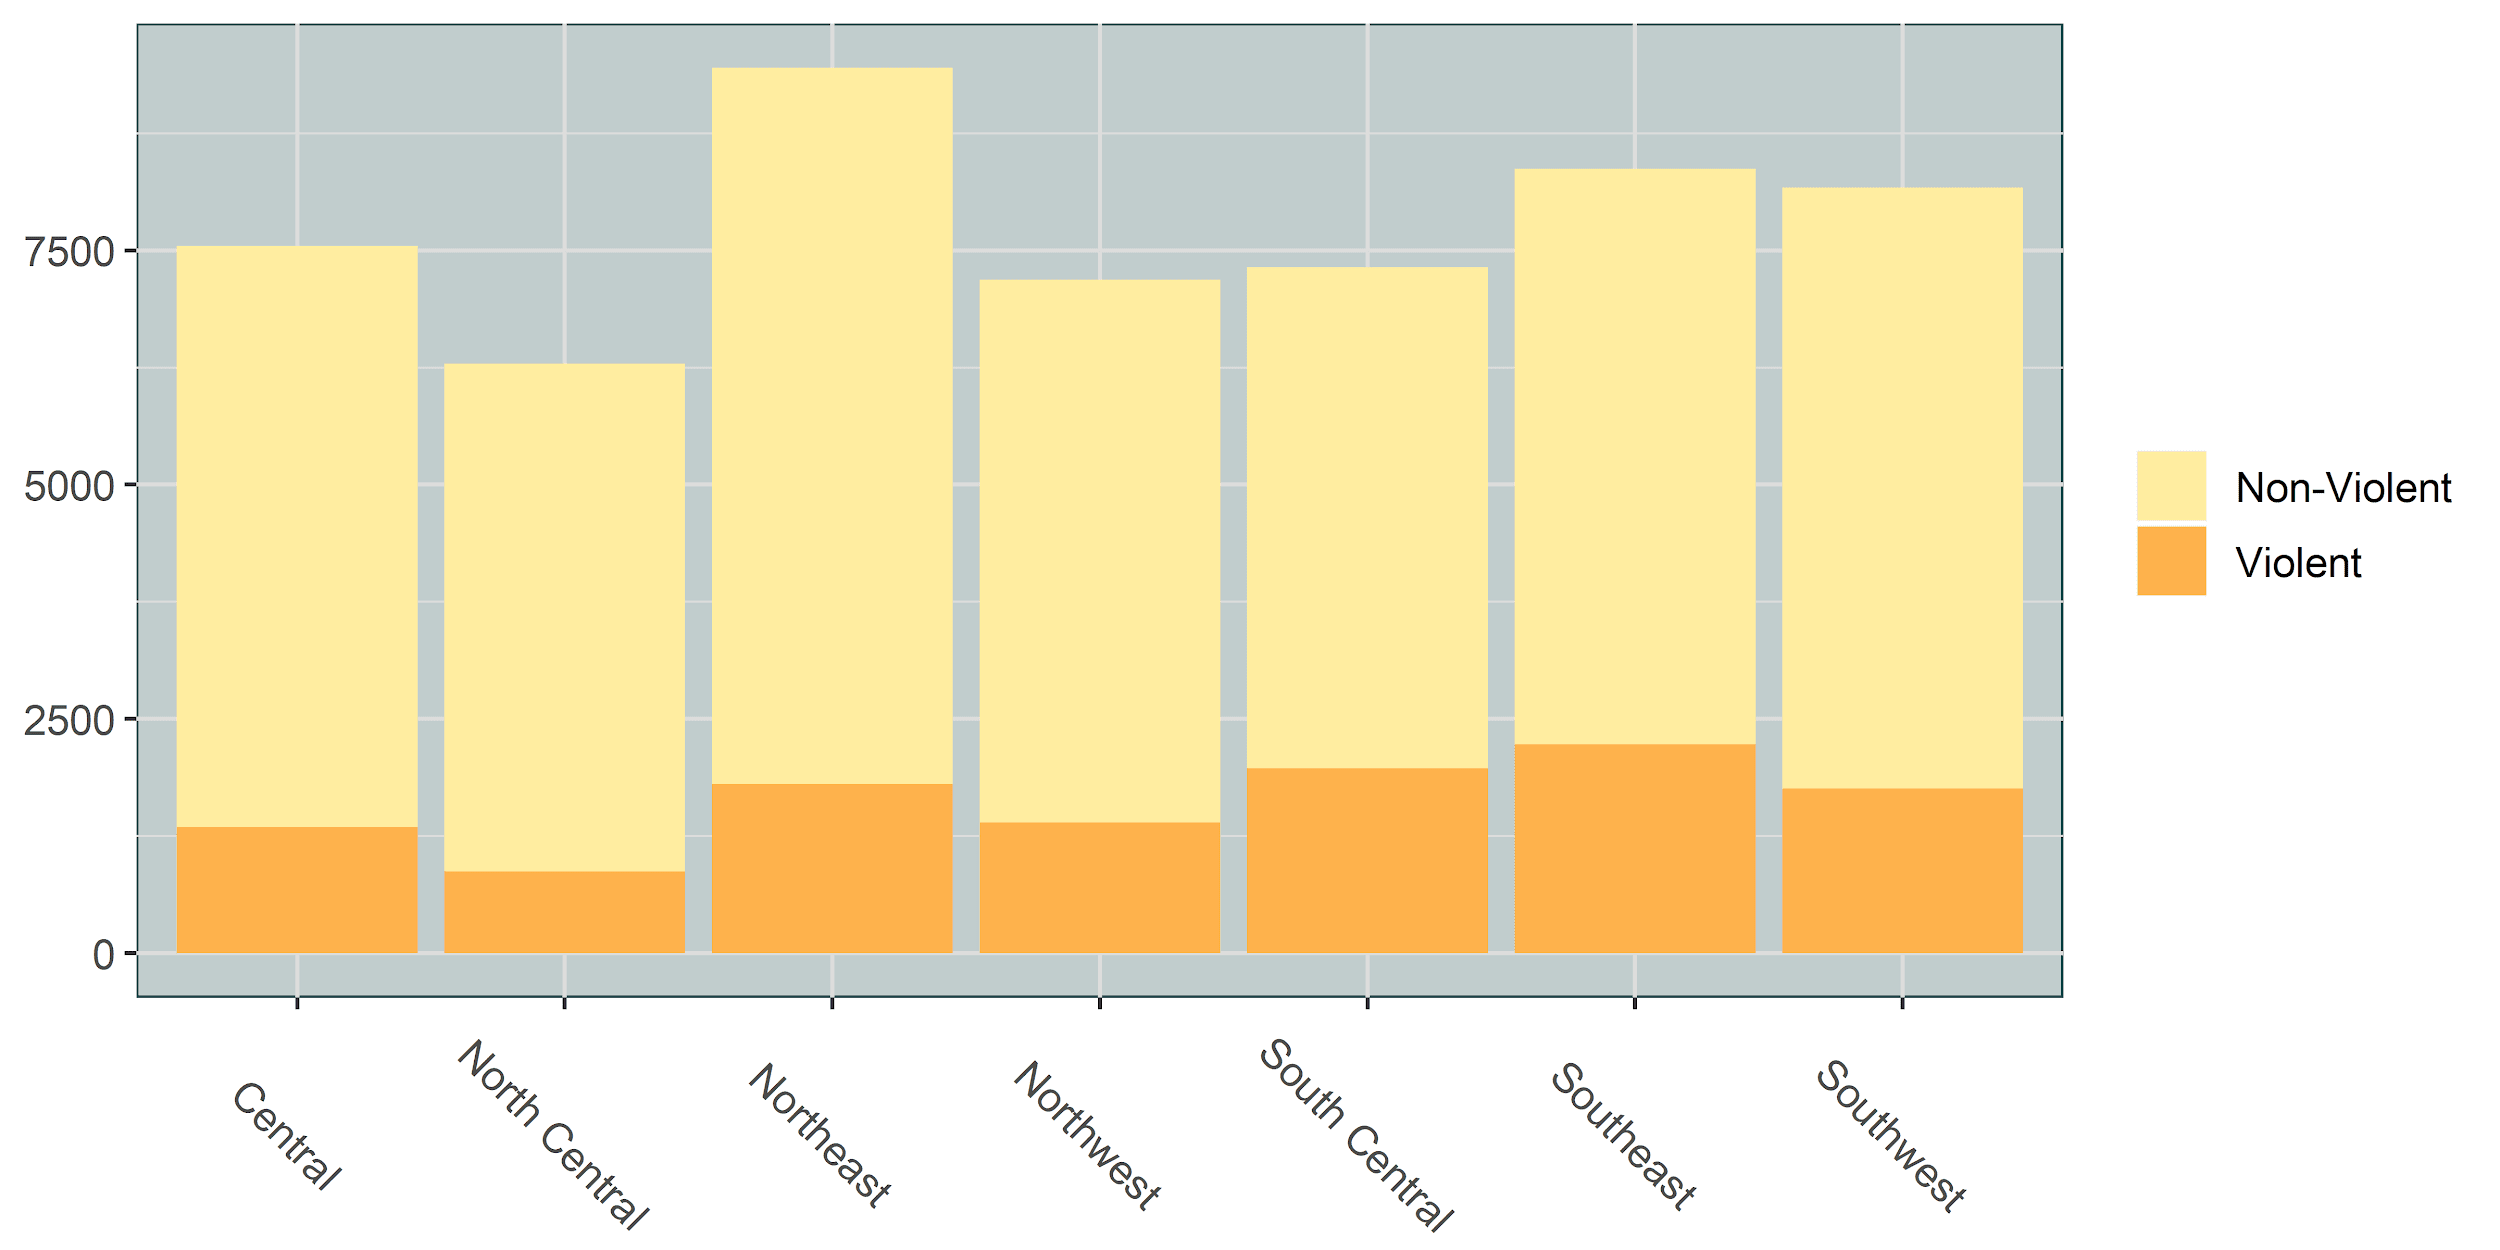 7500
5000
2500
0
Central
North Central
Northeast
Northwest
South Central
Southeast
Southwest
Non-Violent
Violent